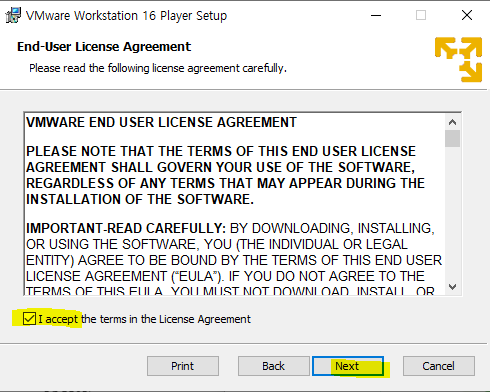 VMware Workstation 16 Player Setup
End-User License Agreement
Please read the following license agreement carefully.
VMWARE END USER LICENSE AGREEMENT
PLEASE NOTE THAT THE TERMS OF THIS END USER LICENSE
AGREEMENT SHALL GOVERN YOUR USE OF THE SOFTWARE,
REGARDLESS OF ANY TERMS THAT MAY APPEAR DURING THE
INSTALLATION OF THE SOFTWARE.
IMPORTANT-READ CAREFULLY: BY DOWNLOADING, INSTALLING,
OR USING THE SOFTWARE, YOU (THE INDIVIDUAL OR LEGAL
ENTITY) AGREE TO BE BOUND BY THE TERMS OF THIS END USER
LICENSE AGREEMENT (“EULA”). IF YOU DO NOT AGREE TO THE
TERMS OF THIS EULA, YOU MUST NOT DOWNLOAD, INSTALL, OR
I accept the terms in the License Agreement
Print Back Next Cancel